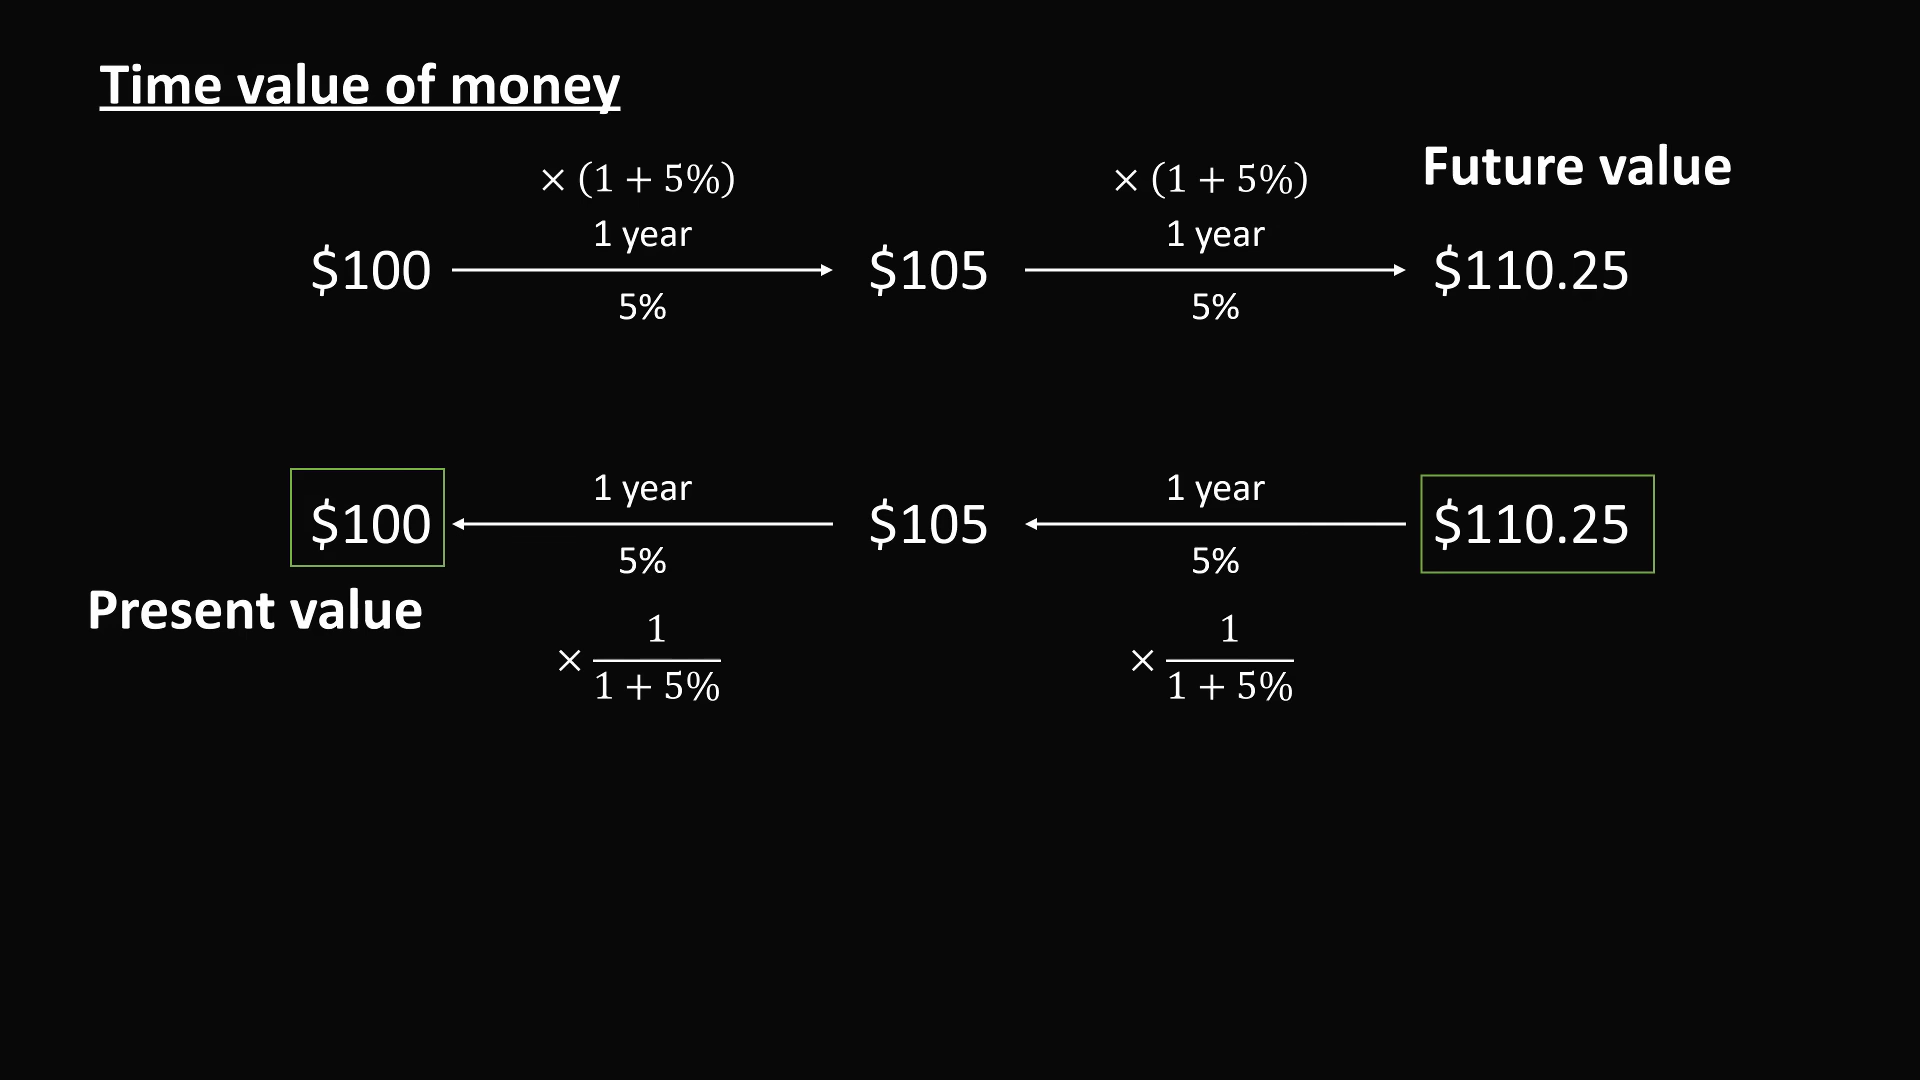 Time value of money
Future value
× (1 + 5%) × (1 + 5%)
1 year 1 year
$100 $105 $110.25
5% 5%
1 year 1 year
$100 $105 $110.25
5% 5%
Present value
× 1/(1 + 5%) × 1/(1 + 5%)